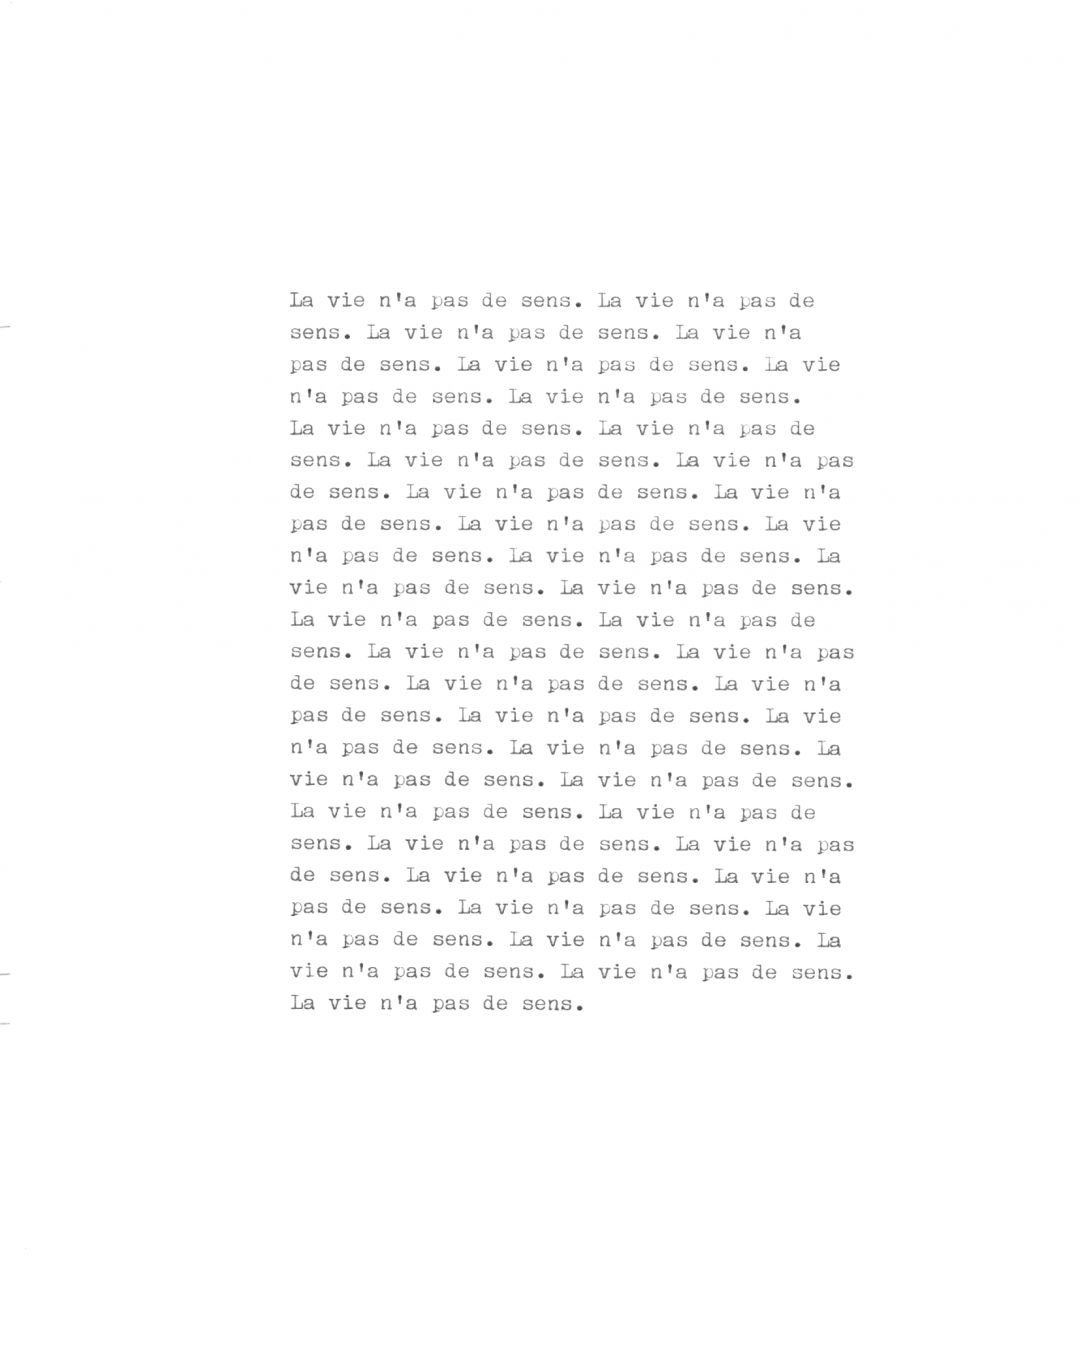 La vie n'a pas de sens. La vie n'a pas de
sens. La vie n'a pas de sens. La vie n'a
pas de sens. La vie n'a pas de sens. La vie
n'a pas de sens. La vie n'a pas de sens.
La vie n'a pas de sens. La vie n'a pas de
sens. La vie n'a pas de sens. La vie n'a pas
de sens. La vie n'a pas de sens. La vie n'a
pas de sens. La vie n'a pas de sens. La vie
n'a pas de sens. La vie n'a pas de sens. La
vie n'a pas de sens. La vie n'a pas de sens.
La vie n'a pas de sens. La vie n'a pas de
sens. La vie n'a pas de sens. La vie n'a pas
de sens. La vie n'a pas de sens. La vie n'a
pas de sens. La vie n'a pas de sens. La vie
n'a pas de sens. La vie n'a pas de sens. La
vie n'a pas de sens. La vie n'a pas de sens.
La vie n'a pas de sens. La vie n'a pas de
sens. La vie n'a pas de sens. La vie n'a pas
de sens. La vie n'a pas de sens. La vie n'a
pas de sens. La vie n'a pas de sens. La vie
n'a pas de sens. La vie n'a pas de sens. La
vie n'a pas de sens. La vie n'a pas de sens.
La vie n'a pas de sens.